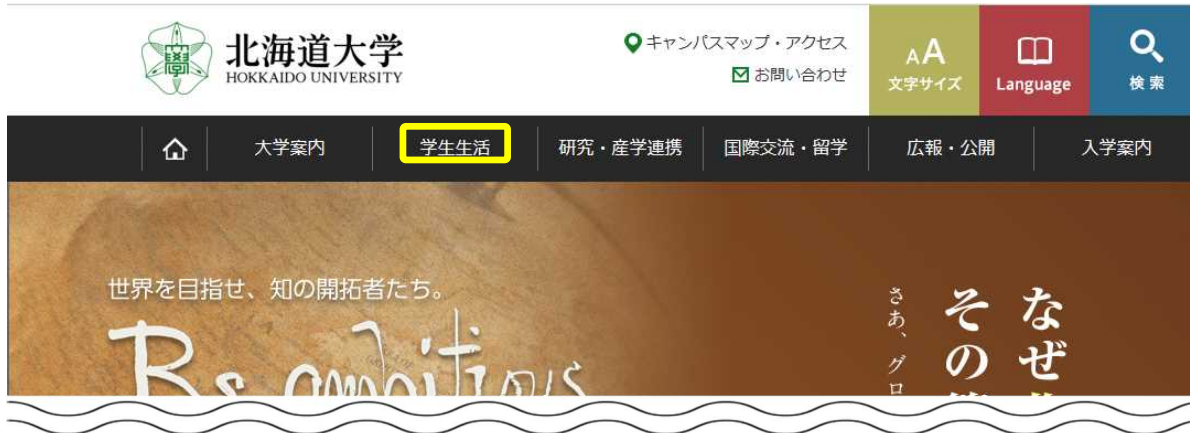 北海道大学
HOKKAIDO UNIVERSITY
キャンパスマップ・アクセス
お問い合わせ
AA
文字サイズ
Language
検索
大学案内
学生生活
研究・産学連携
国際交流・留学
広報・公開
入学案内
世界を目指せ、知の開拓者たち。
Be ambitious
なぜ
その
さあ、グロ